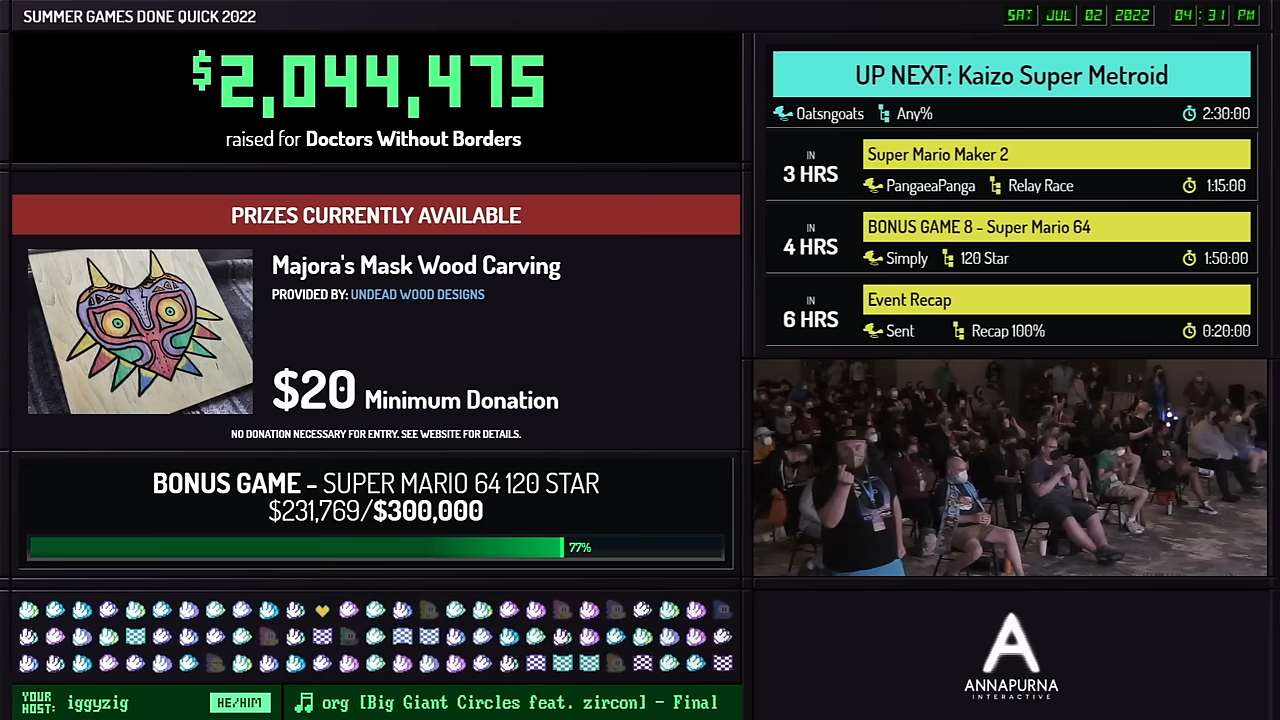 SUMMER GAMES DONE QUICK 2022
SAT JUL 02 2022 04:31 PM
$2,044,475
raised for Doctors Without Borders
PRIZES CURRENTLY AVAILABLE
Majora's Mask Wood Carving
PROVIDED BY: UNDEAD WOOD DESIGNS
$20 Minimum Donation
NO DONATION NECESSARY FOR ENTRY. SEE WEBSITE FOR DETAILS.
BONUS GAME - SUPER MARIO 64 120 STAR
$231,769/$300,000
77%
YOUR HOST: iggyzig HE/HIM
org [Big Giant Circles feat. zircon] - Final
UP NEXT: Kaizo Super Metroid
Oatsngoats Any% 2:30:00
IN 3 HRS
Super Mario Maker 2
PangaeaPanga Relay Race 1:15:00
IN 4 HRS
BONUS GAME 8 - Super Mario 64
Simply 120 Star 1:50:00
IN 6 HRS
Event Recap
Sent Recap 100% 0:20:00
ANNAPURNA
INTERACTIVE